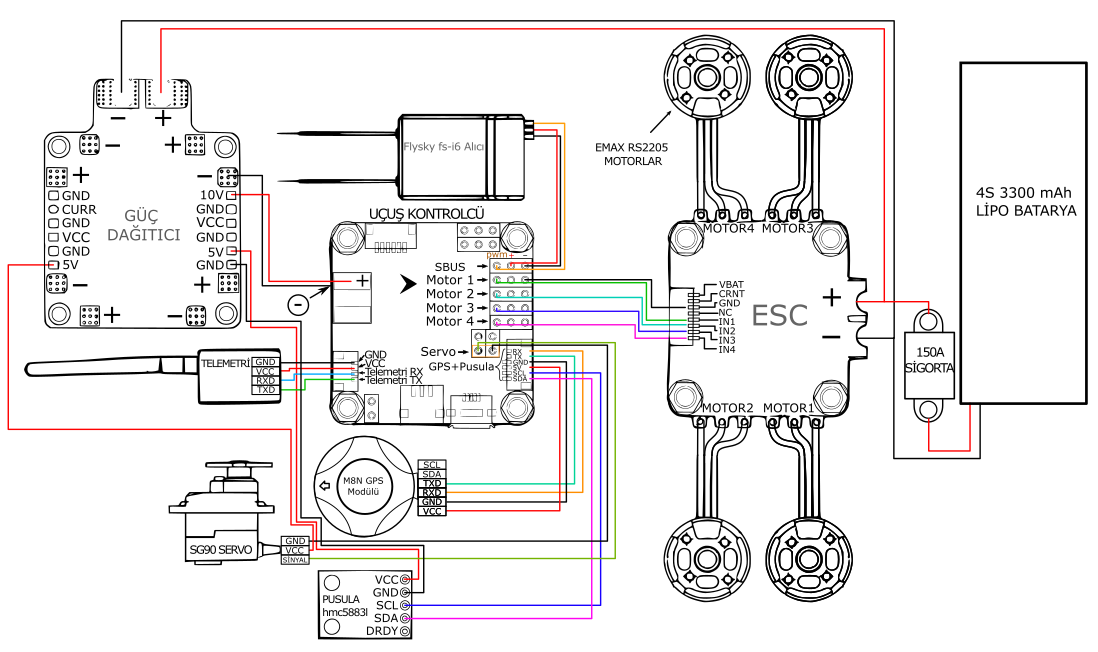 − +
+ − − +
−
GND
CURR
GND
VCC
GND
5V
GÜÇ
DAĞITICI
10V
GND
VCC
GND
5V
GND
− +
+ −
Flysky fs-i6 Alıcı
EMAX RS2205
MOTORLAR
4S 3300 mAh
LİPO BATARYA
UÇUŞ KONTROLCÜ
pwm + -
SBUS
Motor 1
Motor 2
Motor 3
Motor 4
Servo
GPS+Pusula
RX
TX
GND
5V
SCL
SDA
+
-
GND
VCC
Telemetri RX
Telemetri TX
TELEMETRİ
GND
VCC
RXD
TXD
MOTOR4
MOTOR3
VBAT
CRNT
GND
NC
IN1
IN2
IN3
IN4
ESC
+
−
150A
SİGORTA
MOTOR2
MOTOR1
M8N GPS
Modülü
SCL
SDA
TXD
RXD
GND
VCC
SG90 SERVO
GND
VCC
SİNYAL
PUSULA
hmc5883l
VCC
GND
SCL
SDA
DRDY